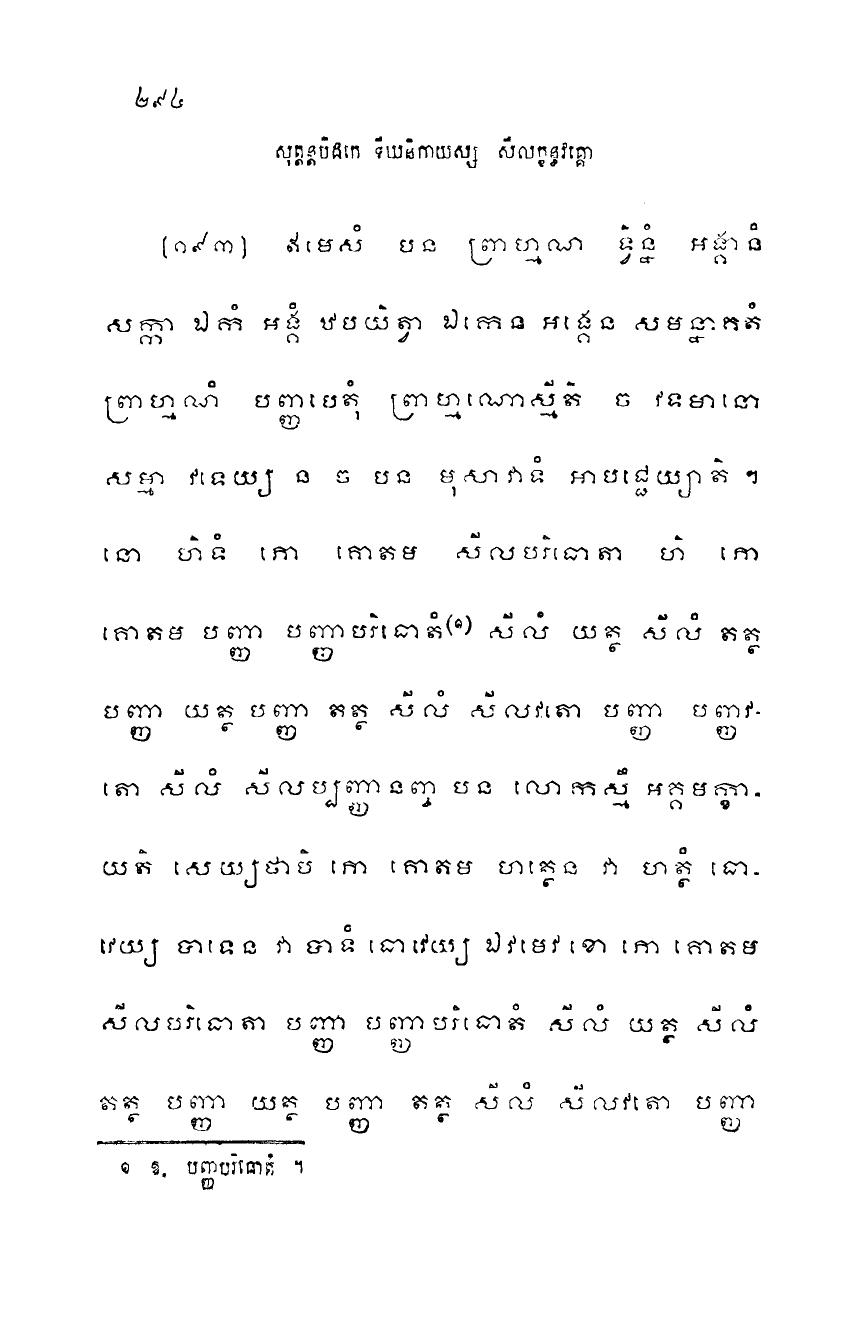 ២៩៤
សុត្តន្តបិដកេ ទីឃនិកាយស្ស សីលក្ខន្ធវគ្គោ
(១៩៣) ឥមេសំ បន ព្រាហ្មណ ទ្វិន្នំ អង្គានំ
សក្កា ឯកំ អង្គំ ឋបយិត្វា ឯកេន អង្គេន សមន្នាគតំ
ព្រាហ្មណំ បញ្ញាបេតុំ ព្រាហ្មណោស្មីតិ ច វទមានោ
សម្មា វទេយ្យ ន ច បន មុសាវាទំ អាបជ្ជេយ្យាតិ ។
នោ ហិទំ ភោ គោតម សីលបរិធោតា ហិ ភោ
គោតម បញ្ញា បញ្ញាបរិធោតំ(១) សីលំ យត្ថ សីលំ តត្ថ
បញ្ញា យត្ថ បញ្ញា តត្ថ សីលំ សីលវតោ បញ្ញា បញ្ញាវ-
តោ សីលំ សីលប្បញ្ញានញ្ច បន លោកស្មឹ អគ្គមក្ខា-
យតិ សេយ្យថាបិ ភោ គោតម ហត្ថេន វា ហត្ថំ ធោ-
វេយ្យ បាទេន វា បាទំ ធោវេយ្យ ឯវមេវ ខោ ភោ គោតម
សីលបរិធោតា បញ្ញា បញ្ញាបរិធោតំ សីលំ យត្ថ សីលំ
តត្ថ បញ្ញា យត្ថ បញ្ញា តត្ថ សីលំ សីលវតោ បញ្ញា
១ ឱ. បញ្ញបរិធោតំ ។